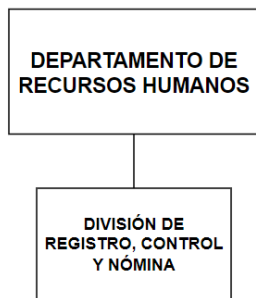 DEPARTAMENTO DE
RECURSOS HUMANOS
DIVISIÓN DE
REGISTRO, CONTROL
Y NÓMINA